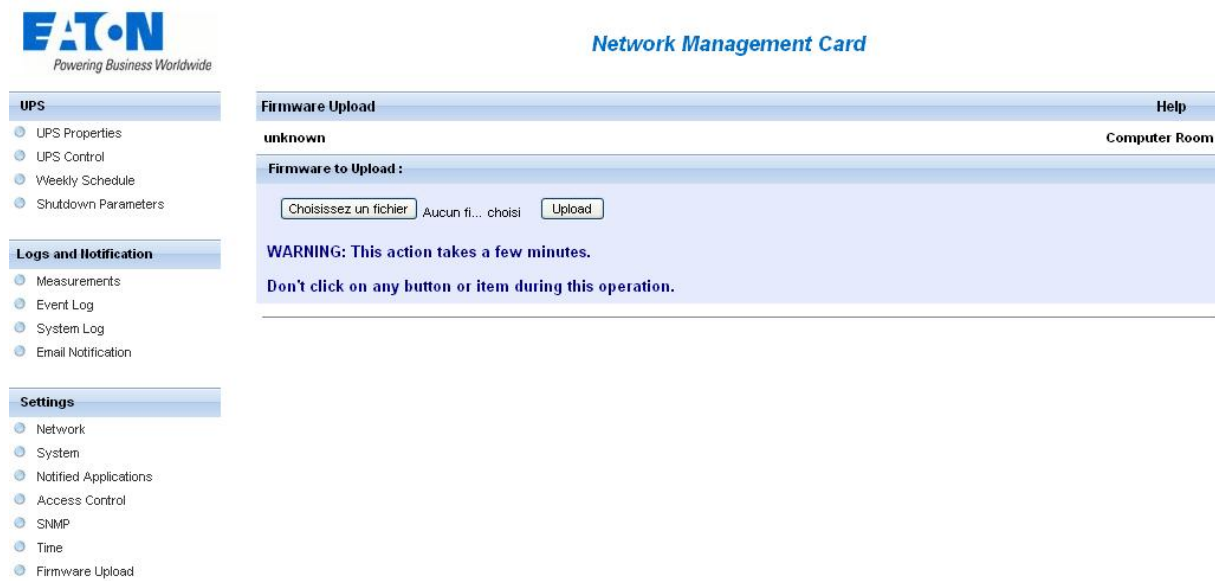 EATON
Powering Business Worldwide
Network Management Card
UPS
UPS Properties
UPS Control
Weekly Schedule
Shutdown Parameters
Logs and Notification
Measurements
Event Log
System Log
Email Notification
Settings
Network
System
Notified Applications
Access Control
SNMP
Time
Firmware Upload
Firmware Upload Help
unknown Computer Room
Firmware to Upload :
Choisissez un fichier Aucun fi... choisi Upload
WARNING: This action takes a few minutes.
Don't click on any button or item during this operation.